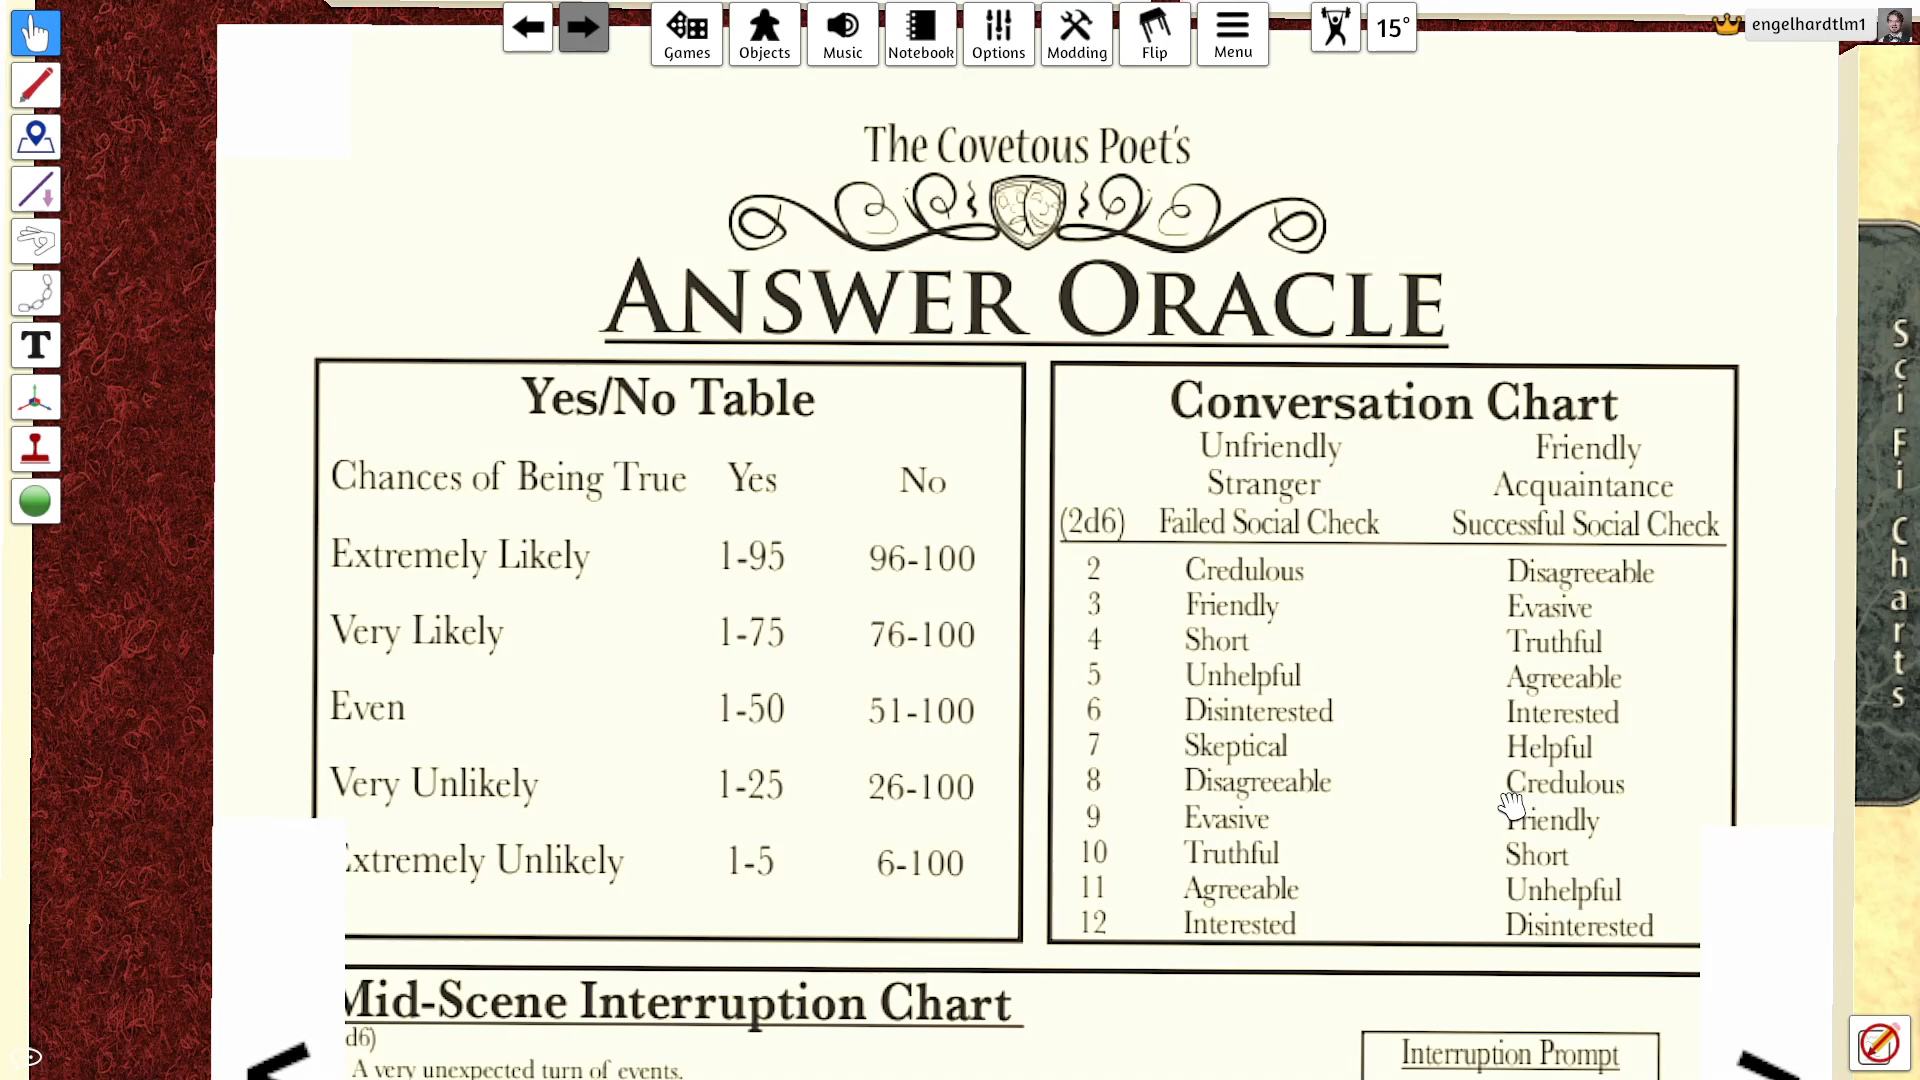 Games
Objects
Music
Notebook
Options
Modding
Flip
Menu
15°
engelhardtlm1
T
The Covetous Poet's
ANSWER ORACLE
Yes/No Table
Chances of Being True Yes No
Extremely Likely 1-95 96-100
Very Likely 1-75 76-100
Even 1-50 51-100
Very Unlikely 1-25 26-100
Extremely Unlikely 1-5 6-100
Conversation Chart
Unfriendly Friendly
Stranger Acquaintance
(2d6) Failed Social Check Successful Social Check
2 Credulous Disagreeable
3 Friendly Evasive
4 Short Truthful
5 Unhelpful Agreeable
6 Disinterested Interested
7 Skeptical Helpful
8 Disagreeable Credulous
9 Evasive Friendly
10 Truthful Short
11 Agreeable Unhelpful
12 Interested Disinterested
Mid-Scene Interruption Chart
d6)
A very unexpected turn of events.
Interruption Prompt
Sci Fi Charts